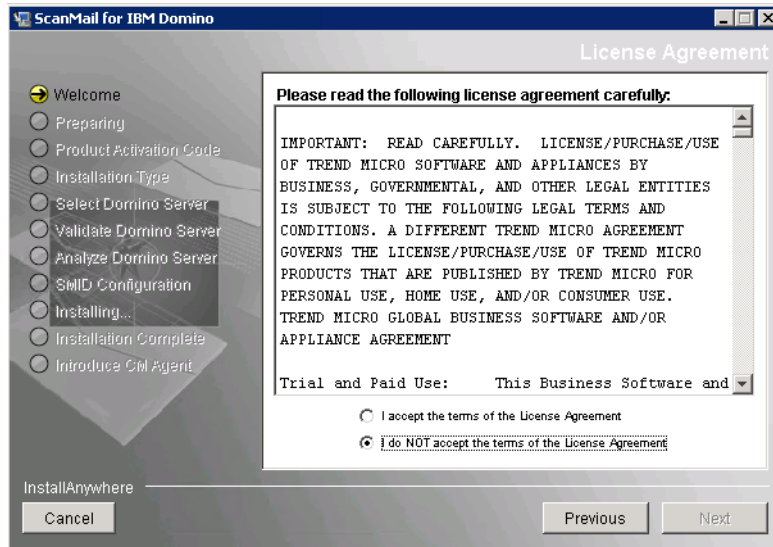 ScanMail for IBM Domino
License Agreement
Welcome
Preparing
Product Activation Code
Installation Type
Select Domino Server
Validate Domino Server
Analyze Domino Server
SMID Configuration
Installing...
Installation Complete
Introduce CM Agent
Please read the following license agreement carefully:
IMPORTANT: READ CAREFULLY. LICENSE/PURCHASE/USE
OF TREND MICRO SOFTWARE AND APPLIANCES BY
BUSINESS, GOVERNMENTAL, AND OTHER LEGAL ENTITIES
IS SUBJECT TO THE FOLLOWING LEGAL TERMS AND
CONDITIONS. A DIFFERENT TREND MICRO AGREEMENT
GOVERNS THE LICENSE/PURCHASE/USE OF TREND MICRO
PRODUCTS THAT ARE PUBLISHED BY TREND MICRO FOR
PERSONAL USE, HOME USE, AND/OR CONSUMER USE.
TREND MICRO GLOBAL BUSINESS SOFTWARE AND/OR
APPLIANCE AGREEMENT
Trial and Paid Use: This Business Software and
I accept the terms of the License Agreement
I do NOT accept the terms of the License Agreement
InstallAnywhere
Cancel
Previous
Next